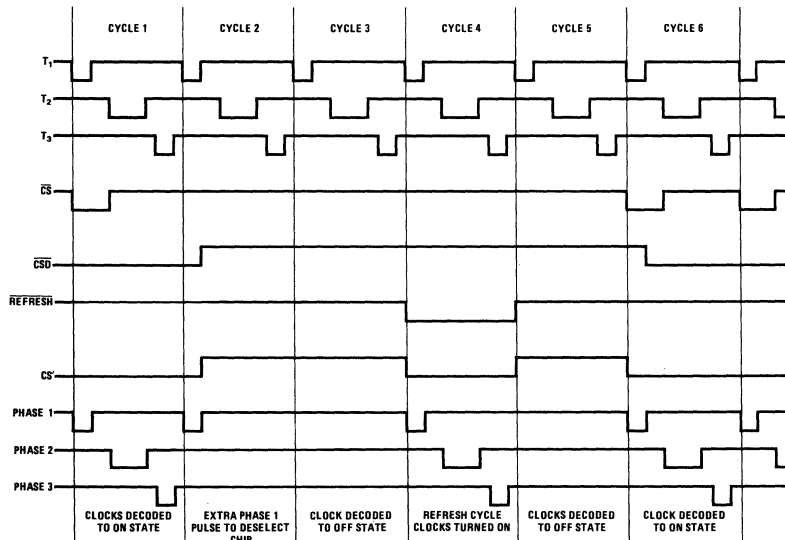 CYCLE 1 CYCLE 2 CYCLE 3 CYCLE 4 CYCLE 5 CYCLE 6
T1
T2
T3
CS
CSD
REFRESH
CS'
PHASE 1
PHASE 2
PHASE 3
CLOCKS DECODED TO ON STATE
EXTRA PHASE 1 PULSE TO DESELECT CHIP
CLOCK DECODED TO OFF STATE
REFRESH CYCLE CLOCKS TURNED ON
CLOCKS DECODED TO OFF STATE
CLOCK DECODED TO ON STATE